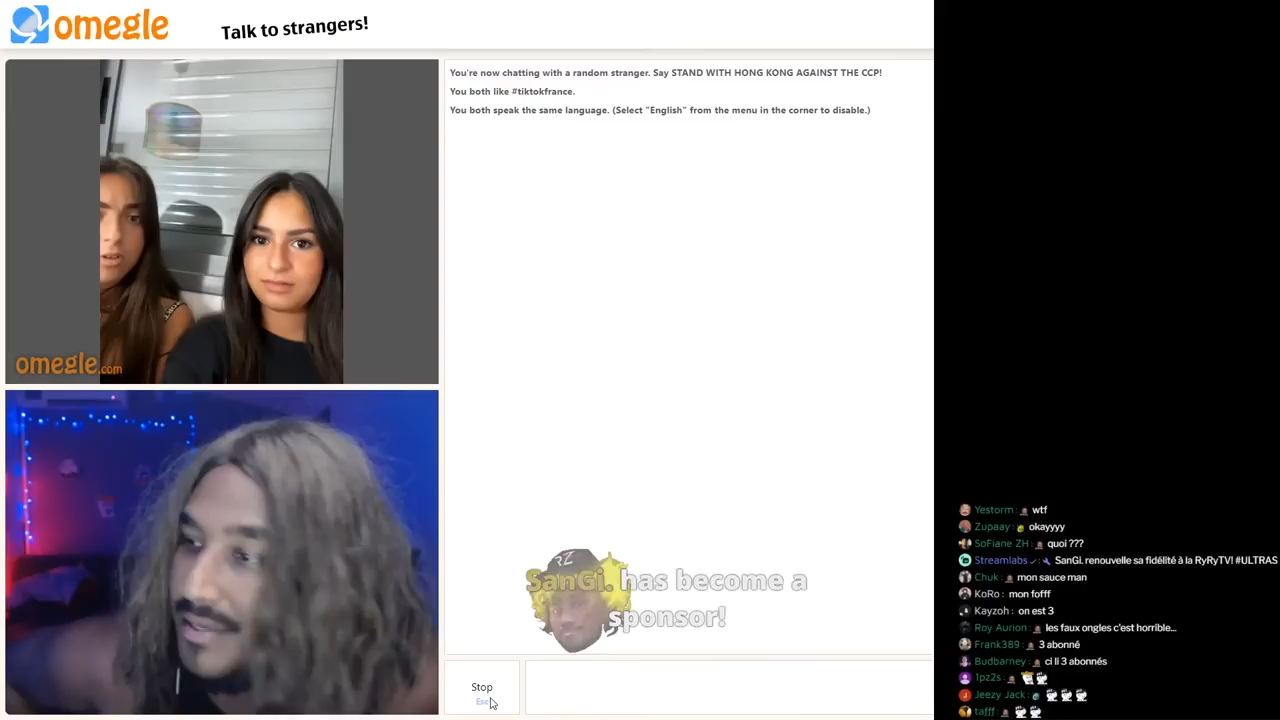 omegle
Talk to strangers!
You're now chatting with a random stranger. Say STAND WITH HONG KONG AGAINST THE CCP!
You both like #tiktokfrance.
You both speak the same language. (Select "English" from the menu in the corner to disable.)
omegle.com
SanGi. has become a
sponsor!
Stop
Esc
Yestorm : wtf
Zupaay : okayyyy
SoFiane ZH : quoi ???
Streamlabs : SanGi. renouvelle sa fidélité à la RyRyTV! #ULTRAS
Chuk : mon sauce man
KoRo : mon fofff
Kayzoh : on est 3
Roy Aurion : les faux ongles c'est horrible...
Frank389 : 3 abonné
Budbarney : ci li 3 abonnés
1pz2s :
Jeezy Jack :
tafff :